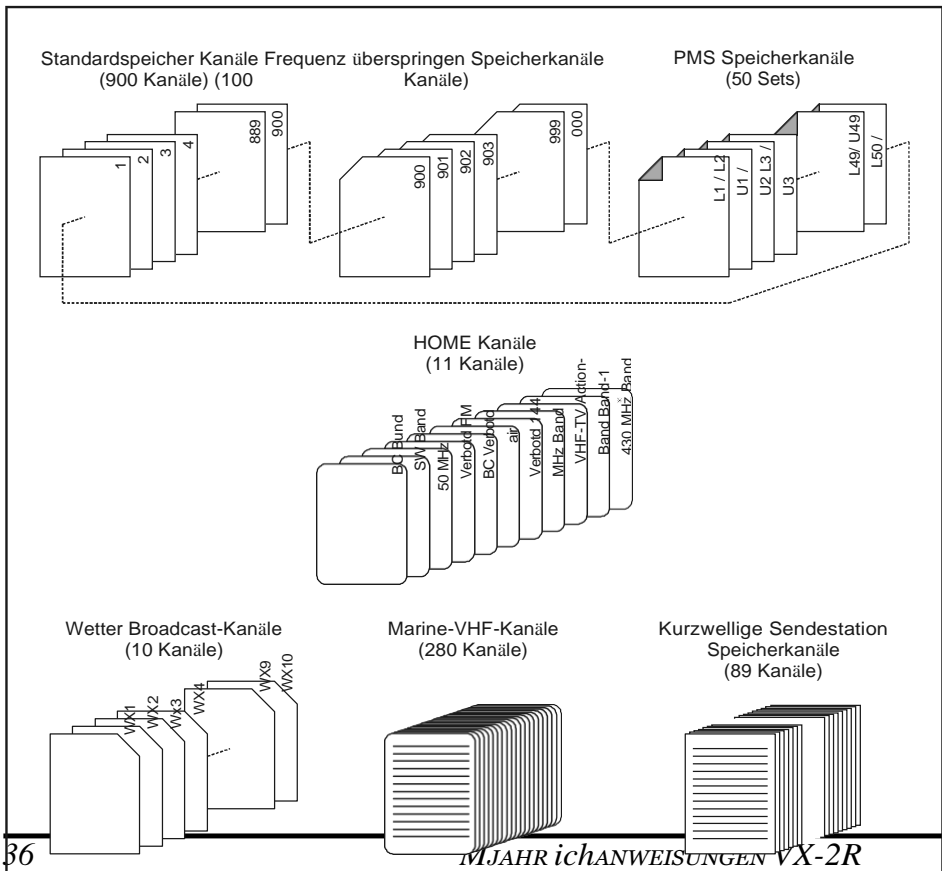 Standardspeicher Kanäle Frequenz überspringen Speicherkanäle
(900 Kanäle) (100
Kanäle)
PMS Speicherkanäle
(50 Sets)
1
2
3
4
889
900
900
901
902
903
999
000
L1 / L2
U1 /
U2 L3 /
U3
L49/ U49
L50 /
HOME Kanäle
(11 Kanäle)
BC Bund
SW Band
50 MHz
Verbotd FM
BC Verbotd
air
Verbotd 144
MHz Band
VHF-TV Action-
Band Band-1
430 MHz Band
Wetter Broadcast-Kanäle
(10 Kanäle)
WX1
WX2
Wx3
WX4
WX9
WX10
Marine-VHF-Kanäle
(280 Kanäle)
Kurzwellige Sendestation
Speicherkanäle
(89 Kanäle)
36
MJAHR ichANWEISUNGEN VX-2R